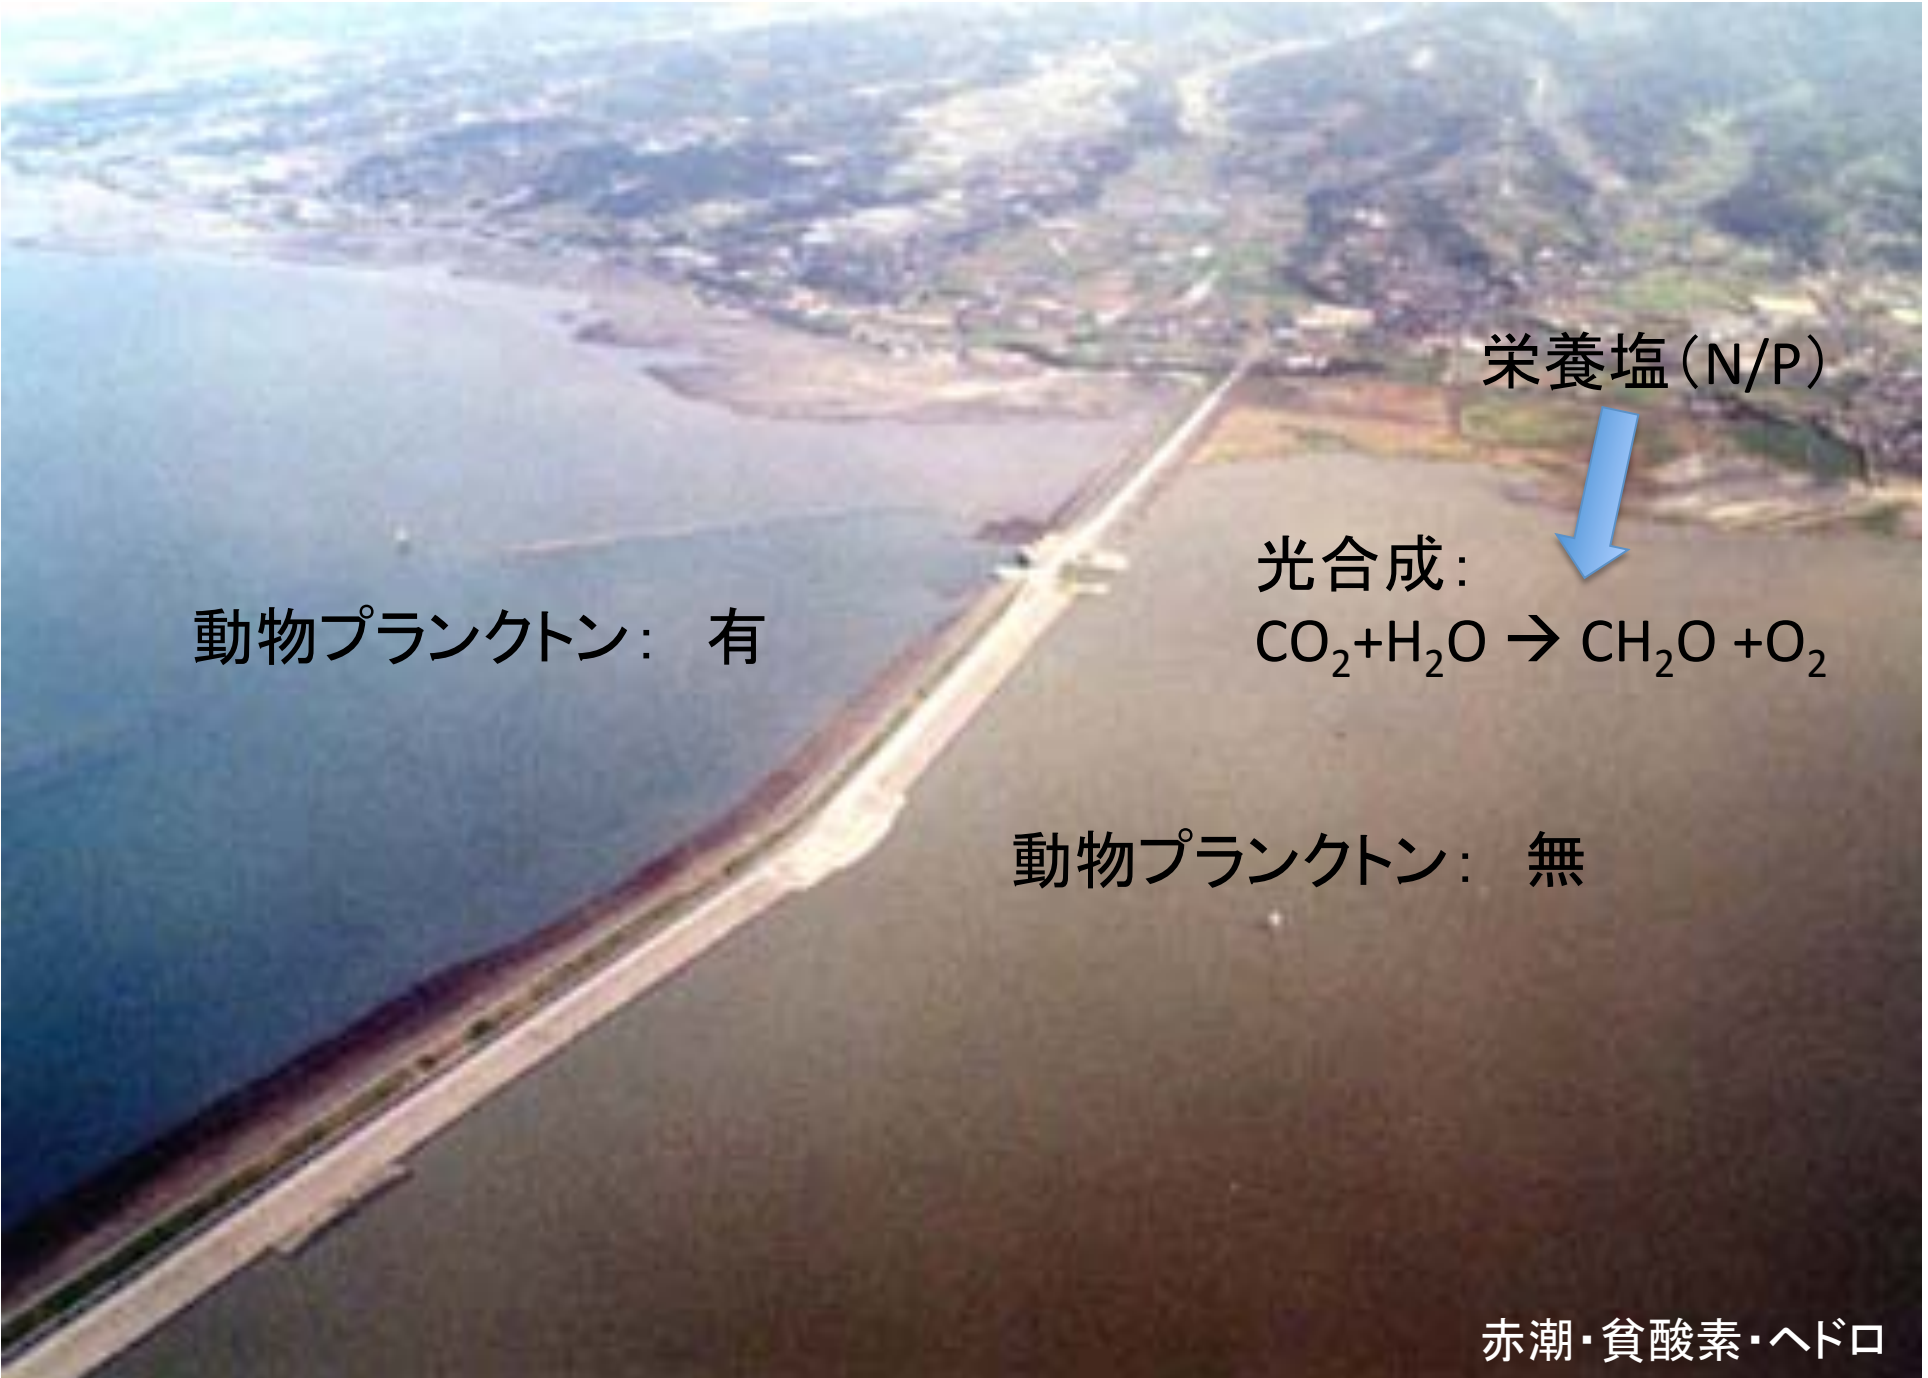 栄養塩（N/P）
光合成：
CO₂+H₂O → CH₂O +O₂
動物プランクトン：　有
動物プランクトン：　無
赤潮・貧酸素・ヘドロ